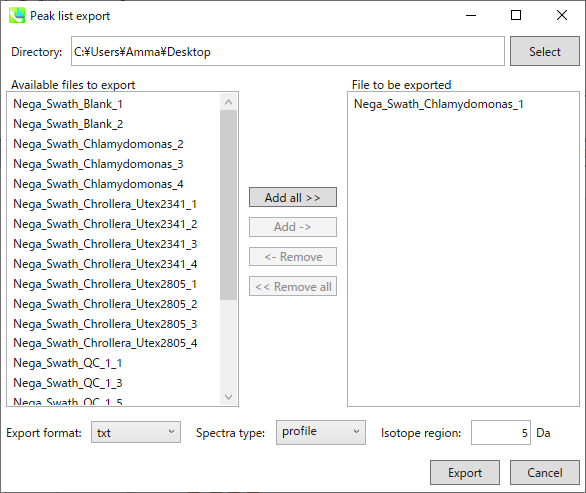 Peak list export
Directory: C:¥Users¥Amma¥Desktop Select
Available files to export
Nega_Swath_Blank_1
Nega_Swath_Blank_2
Nega_Swath_Chlamydomonas_2
Nega_Swath_Chlamydomonas_3
Nega_Swath_Chlamydomonas_4
Nega_Swath_Chrollera_Utex2341_1
Nega_Swath_Chrollera_Utex2341_2
Nega_Swath_Chrollera_Utex2341_3
Nega_Swath_Chrollera_Utex2341_4
Nega_Swath_Chrollera_Utex2805_1
Nega_Swath_Chrollera_Utex2805_2
Nega_Swath_Chrollera_Utex2805_3
Nega_Swath_Chrollera_Utex2805_4
Nega_Swath_QC_1_1
Nega_Swath_QC_1_3
Nega_Swath_QC_1_5
Add all >>
Add ->
<- Remove
<< Remove all
File to be exported
Nega_Swath_Chlamydomonas_1
Export format: txt Spectra type: profile Isotope region: 5 Da
Export Cancel